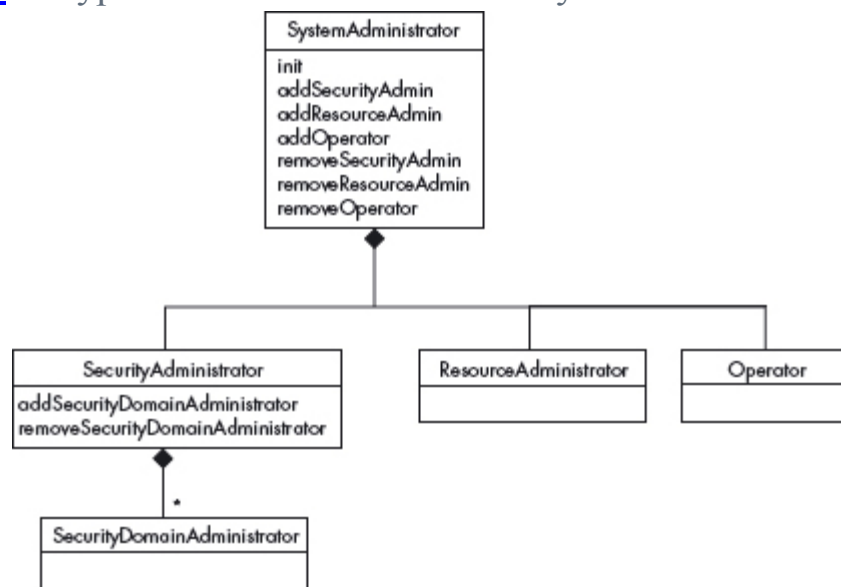 SystemAdministrator
init
addSecurityAdmin
addResourceAdmin
addOperator
removeSecurityAdmin
removeResourceAdmin
removeOperator
SecurityAdministrator
addSecurityDomainAdministrator
removeSecurityDomainAdministrator
ResourceAdministrator
Operator
*
SecurityDomainAdministrator